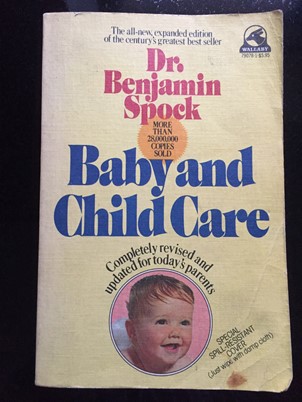 The all-new, expanded edition
of the century's greatest best seller
WALLABY
Dr.
Benjamin
Spock
MORE
THAN
28,000,000
COPIES
SOLD
Baby and
Child Care
Completely revised and
updated for today's parents
SPECIAL
SPILL-RESISTANT
COVER
(Just wipe with damp cloth)